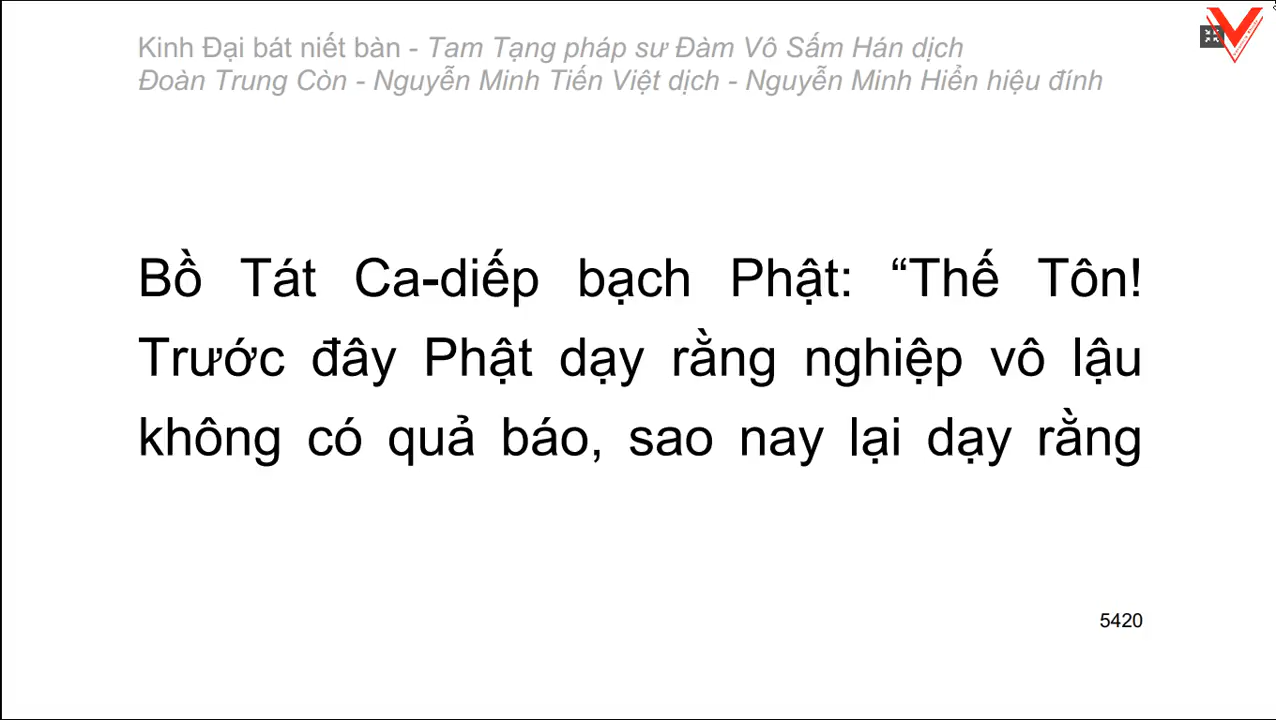 Kinh Đại bát niết bàn - Tam Tạng pháp sư Đàm Vô Sấm Hán dịch
Đoàn Trung Còn - Nguyễn Minh Tiến Việt dịch - Nguyễn Minh Hiển hiệu đính
Bồ Tát Ca-diếp bạch Phật: “Thế Tôn!
Trước đây Phật dạy rằng nghiệp vô lậu
không có quả báo, sao nay lại dạy rằng
5420